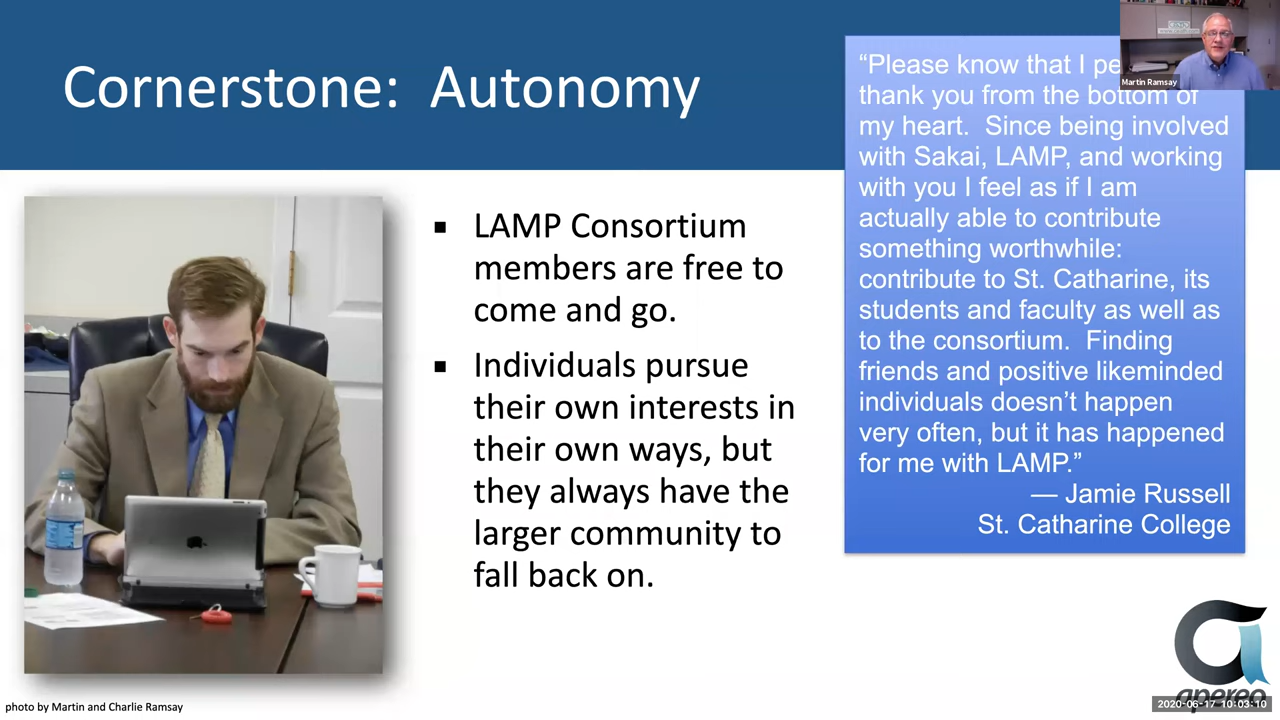 Cornerstone: Autonomy
▪ LAMP Consortium
members are free to
come and go.
▪ Individuals pursue
their own interests in
their own ways, but
they always have the
larger community to
fall back on.
“Please know that I
thank you from the bottom of
my heart. Since being involved
with Sakai, LAMP, and working
with you I feel as if I am
actually able to contribute
something worthwhile:
contribute to St. Catharine, its
students and faculty as well as
to the consortium. Finding
friends and positive likeminded
individuals doesn’t happen
very often, but it has happened
for me with LAMP.”
— Jamie Russell
St. Catharine College
Martin Ramsay
photo by Martin and Charlie Ramsay
apereo
2020-06-17 10:03:10